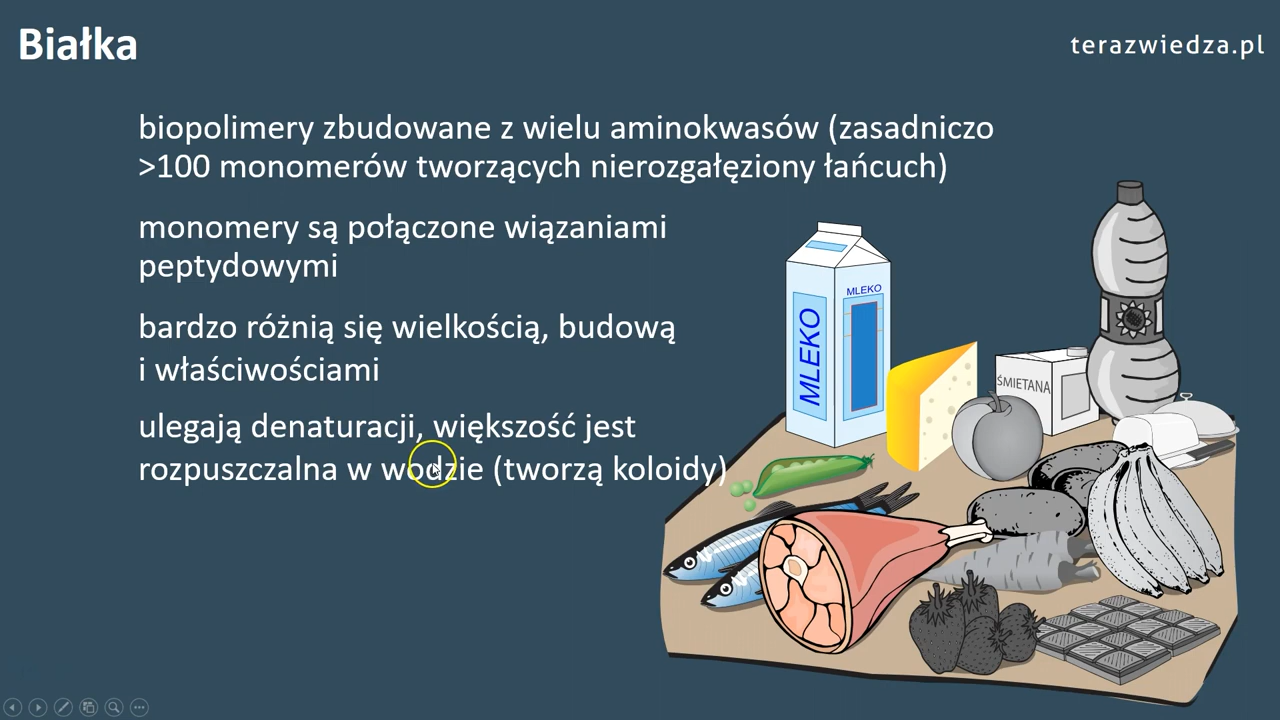 Białka
terazwiedza.pl
biopolimery zbudowane z wielu aminokwasów (zasadniczo
>100 monomerów tworzących nierozgałęziony łańcuch)
monomery są połączone wiązaniami
peptydowymi
bardzo różnią się wielkością, budową
i właściwościami
ulegają denaturacji, większość jest
rozpuszczalna w wodzie (tworzą koloidy)
MLEKO
MLEKO
ŚMIETANA